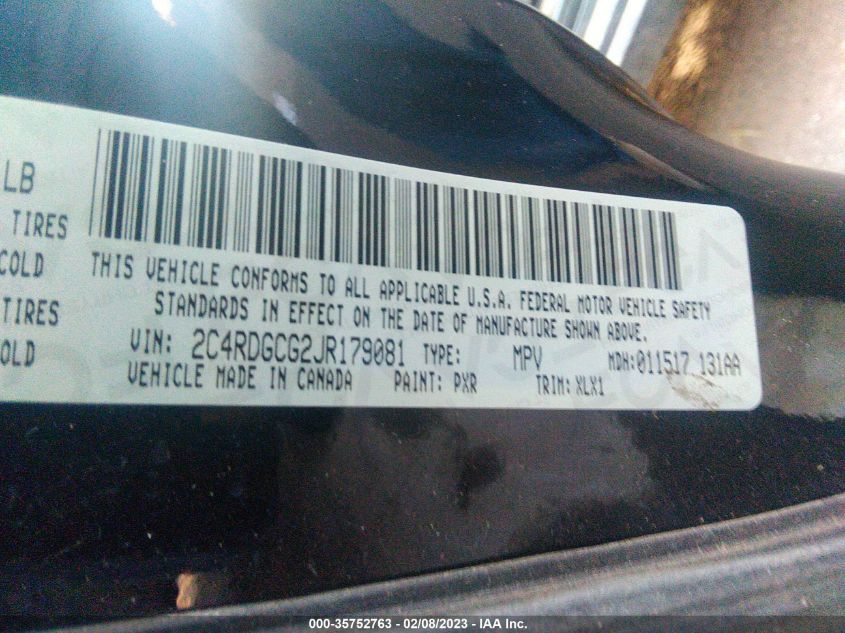 LB
TIRES
COLD
TIRES
OLD
THIS VEHICLE CONFORMS TO ALL APPLICABLE U.S.A. FEDERAL MOTOR VEHICLE SAFETY
STANDARDS IN EFFECT ON THE DATE OF MANUFACTURE SHOWN ABOVE.
VIN: 2C4RDGCG2JR179081 TYPE: MPV MDH:011517 131AA
VEHICLE MADE IN CANADA PAINT: PXR TRIM: XLX1
000-35752763 - 02/08/2023 - IAA Inc.